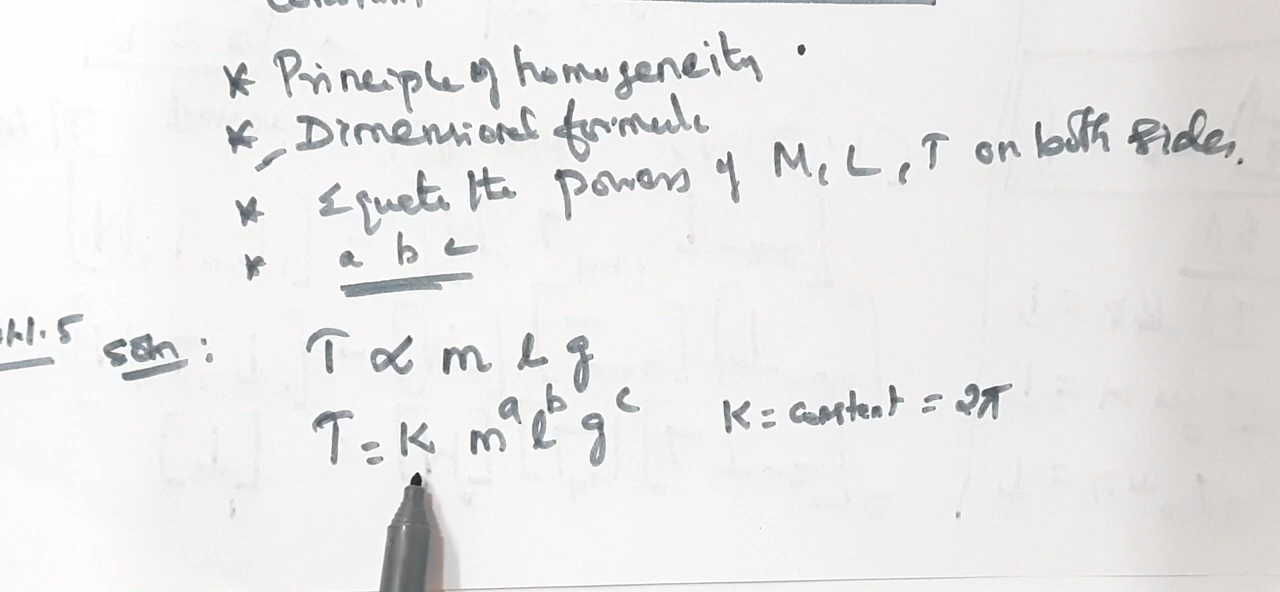 * Principle of homogeneity.
* Dimensional formula
* Equate the powers of M, L, T on both sides.
* a b c
1.5 soln:
T ∝ m l g
T = K m^a l^b g^c K = constant = 2π